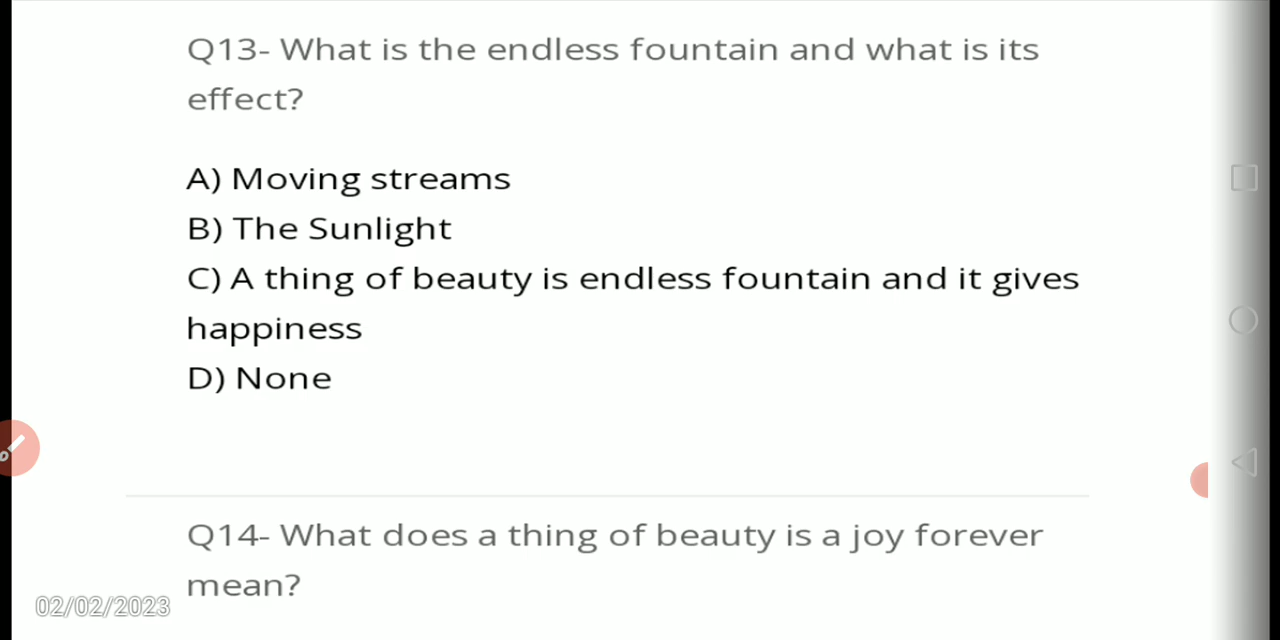 Q13- What is the endless fountain and what is its
effect?
A) Moving streams
B) The Sunlight
C) A thing of beauty is endless fountain and it gives
happiness
D) None
Q14- What does a thing of beauty is a joy forever
mean?
02/02/2023